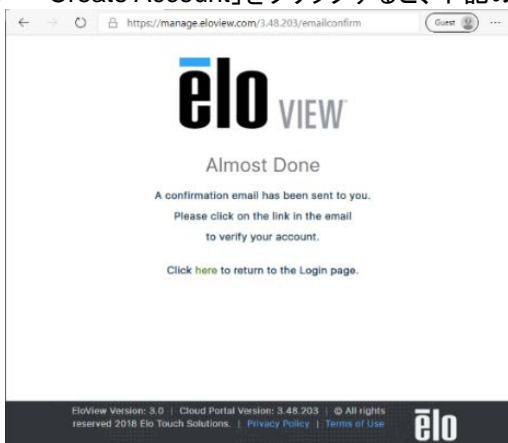 Create Account」をクリックすると、下記の
https://manage.eloview.com/3.48.203/emailconfirm
Guest
ēlo VIEW
Almost Done
A confirmation email has been sent to you.
Please click on the link in the email
to verify your account.
Click here to return to the Login page.
EloView Version: 3.0 | Cloud Portal Version: 3.48.203 | © All rights
reserved 2018 Elo Touch Solutions. | Privacy Policy | Terms of Use
ēlo